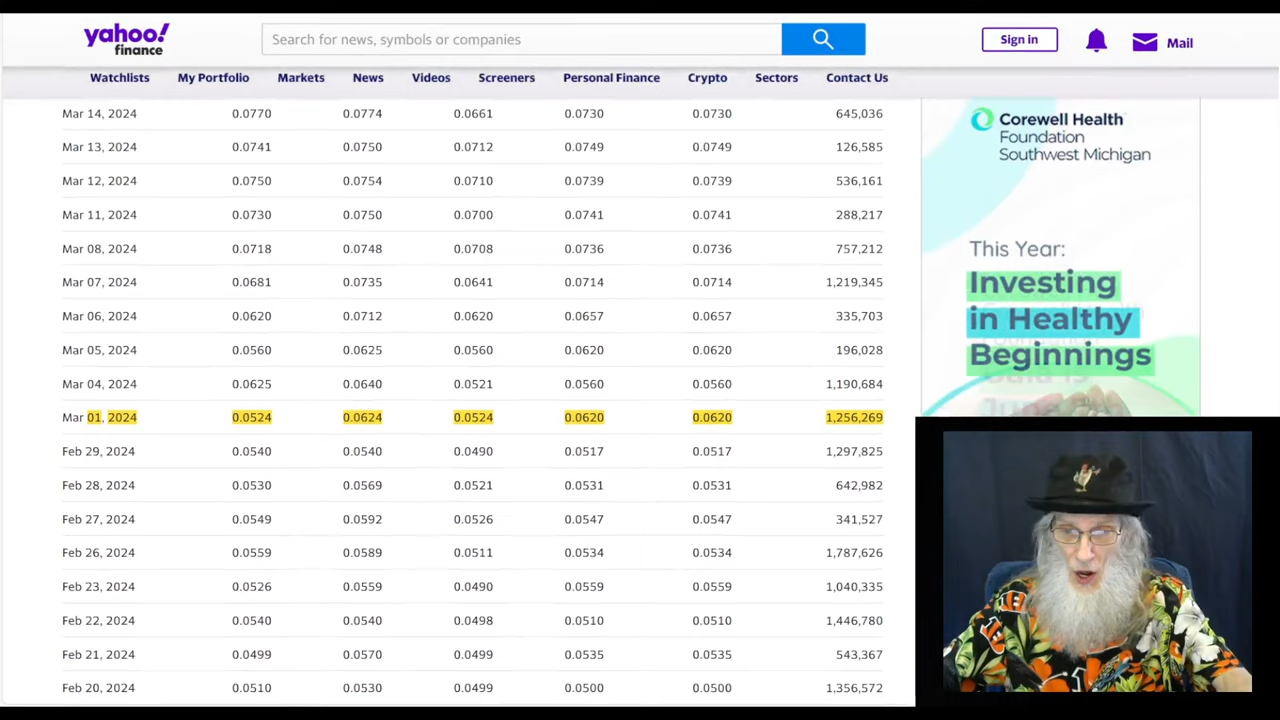 yahoo!
finance
Search for news, symbols or companies
Sign in
Mail
Watchlists My Portfolio Markets News Videos Screeners Personal Finance Crypto Sectors Contact Us
Mar 14, 2024 0.0770 0.0774 0.0661 0.0730 0.0730 645,036
Mar 13, 2024 0.0741 0.0750 0.0712 0.0749 0.0749 126,585
Mar 12, 2024 0.0750 0.0754 0.0710 0.0739 0.0739 536,161
Mar 11, 2024 0.0730 0.0750 0.0700 0.0741 0.0741 288,217
Mar 08, 2024 0.0718 0.0748 0.0708 0.0736 0.0736 757,212
Mar 07, 2024 0.0681 0.0735 0.0641 0.0714 0.0714 1,219,345
Mar 06, 2024 0.0620 0.0712 0.0620 0.0657 0.0657 335,703
Mar 05, 2024 0.0560 0.0625 0.0560 0.0620 0.0620 196,028
Mar 04, 2024 0.0625 0.0640 0.0521 0.0560 0.0560 1,190,684
Mar 01, 2024 0.0524 0.0624 0.0524 0.0620 0.0620 1,256,269
Feb 29, 2024 0.0540 0.0540 0.0490 0.0517 0.0517 1,297,825
Feb 28, 2024 0.0530 0.0569 0.0521 0.0531 0.0531 642,982
Feb 27, 2024 0.0549 0.0592 0.0526 0.0547 0.0547 341,527
Feb 26, 2024 0.0559 0.0589 0.0511 0.0534 0.0534 1,787,626
Feb 23, 2024 0.0526 0.0559 0.0490 0.0559 0.0559 1,040,335
Feb 22, 2024 0.0540 0.0540 0.0498 0.0510 0.0510 1,446,780
Feb 21, 2024 0.0499 0.0570 0.0499 0.0535 0.0535 543,367
Feb 20, 2024 0.0510 0.0530 0.0499 0.0500 0.0500 1,356,572
Corewell Health
Foundation
Southwest Michigan
This Year:
Investing
in Healthy
Beginnings